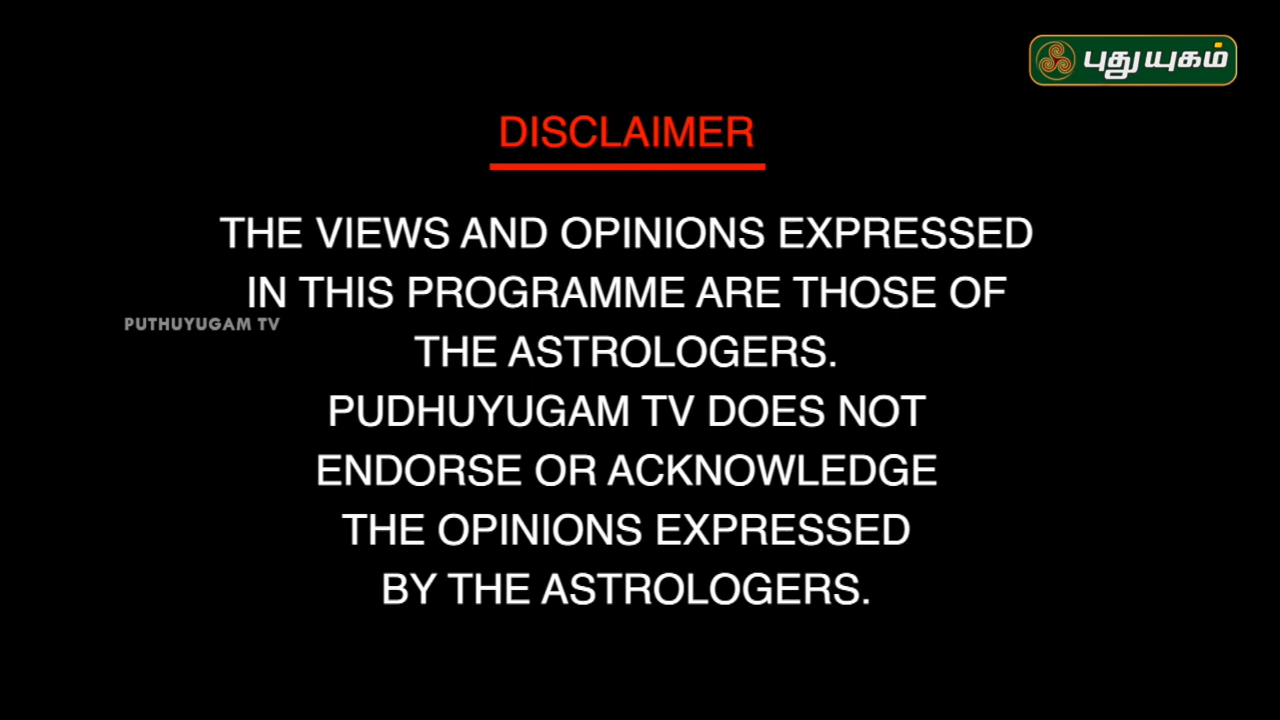 புதுயுகம்
DISCLAIMER
THE VIEWS AND OPINIONS EXPRESSED
IN THIS PROGRAMME ARE THOSE OF
PUTHUYUGAM TV
THE ASTROLOGERS.
PUDHUYUGAM TV DOES NOT
ENDORSE OR ACKNOWLEDGE
THE OPINIONS EXPRESSED
BY THE ASTROLOGERS.